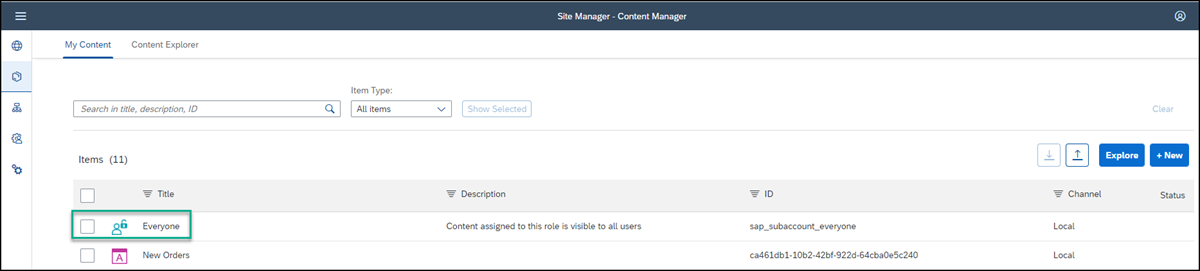 Site Manager - Content Manager
My Content Content Explorer
Item Type:
Search in title, description, ID All items Show Selected Clear
Items (11) Explore + New
Title Description ID Channel Status
Everyone Content assigned to this role is visible to all users sap_subaccount_everyone Local
A New Orders ca461db1-10b2-42bf-922d-64cba0e5c240 Local